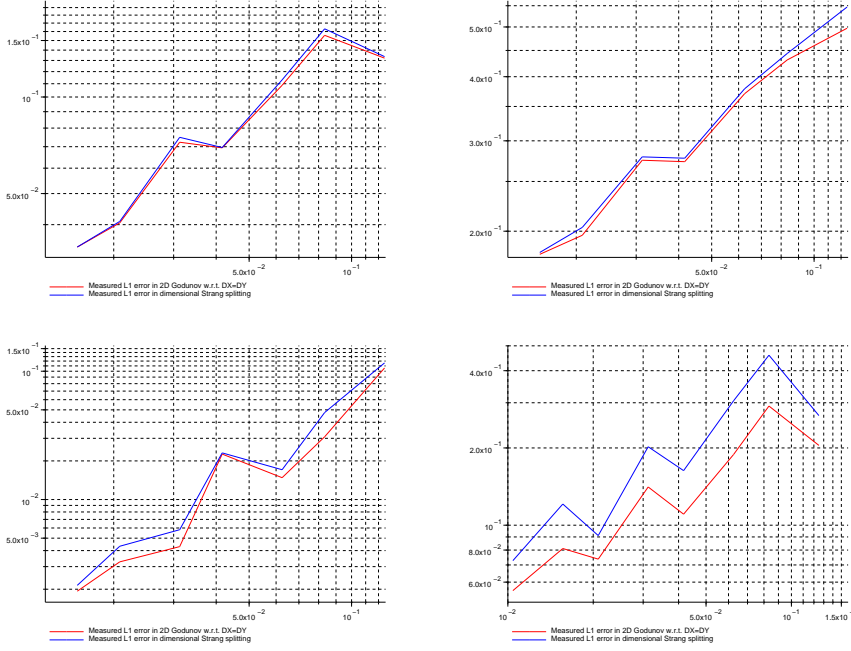 1.5x10 -1
10 -1
5.0x10 -2
5.0x10 -2
10 -1
Measured L1 error in 2D Godunov w.r.t. DX=DY
Measured L1 error in dimensional Strang splitting
5.0x10 -1
4.0x10 -1
3.0x10 -1
2.0x10 -1
5.0x10 -2
10 -1
Measured L1 error in 2D Godunov w.r.t. DX=DY
Measured L1 error in dimensional Strang splitting
1.5x10 -1
10 -1
5.0x10 -2
10 -2
5.0x10 -3
5.0x10 -2
10 -1
Measured L1 error in 2D Godunov w.r.t. DX=DY
Measured L1 error in dimensional Strang splitting
4.0x10 -1
2.0x10 -1
10 -1
8.0x10 -2
6.0x10 -2
10 -2
5.0x10 -2
10 -1
1.5x10
Measured L1 error in 2D Godunov w.r.t. DX=DY
Measured L1 error in dimensional Strang splitting